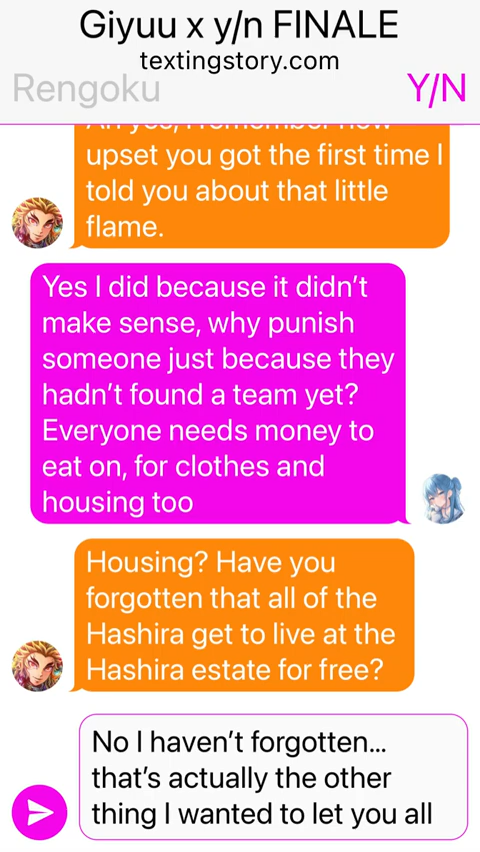 Giyuu x y/n FINALE
textingstory.com
Rengoku
Y/N
upset you got the first time I
told you about that little
flame.
Yes I did because it didn't
make sense, why punish
someone just because they
hadn't found a team yet?
Everyone needs money to
eat on, for clothes and
housing too
Housing? Have you
forgotten that all of the
Hashira get to live at the
Hashira estate for free?
No I haven't forgotten...
that's actually the other
thing I wanted to let you all